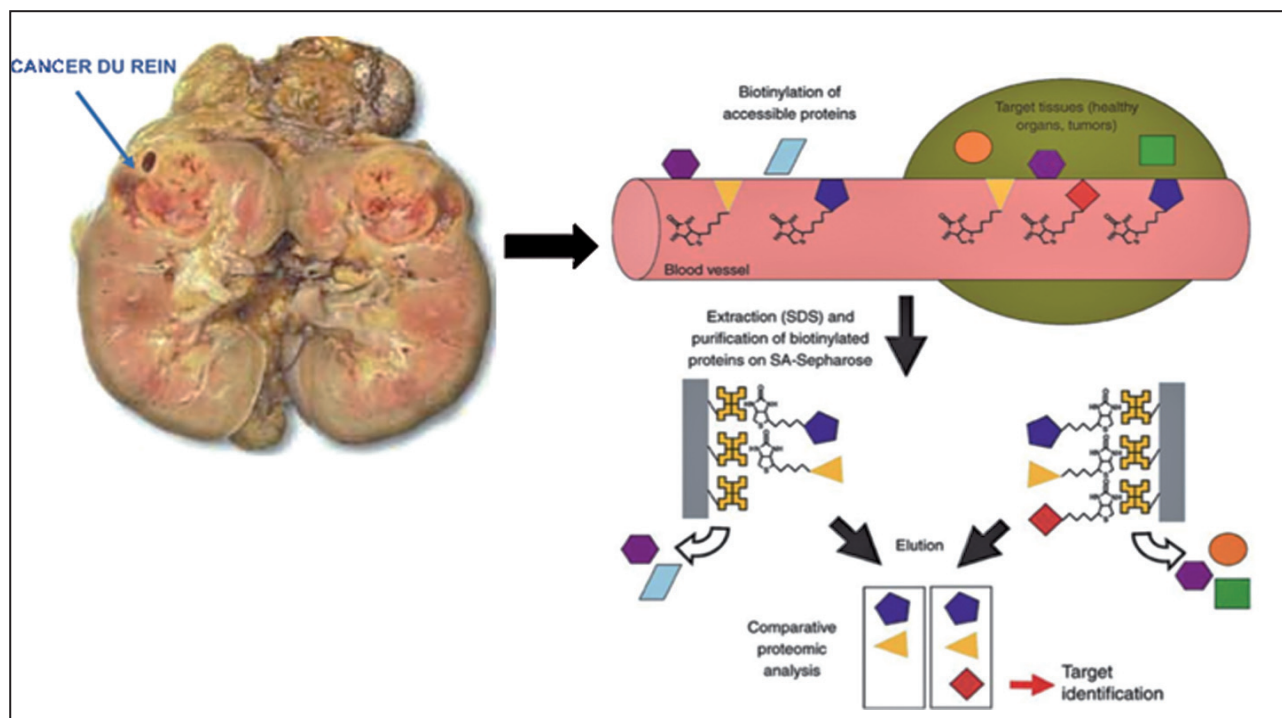 CANCER DU REIN
Biotinylation of
accessible proteins
Target tissues (healthy
organs, tumors)
Blood vessel
Extraction (SDS) and
purification of biotinylated
proteins on SA-Sepharose
Elution
Comparative
proteomic
analysis
Target
identification